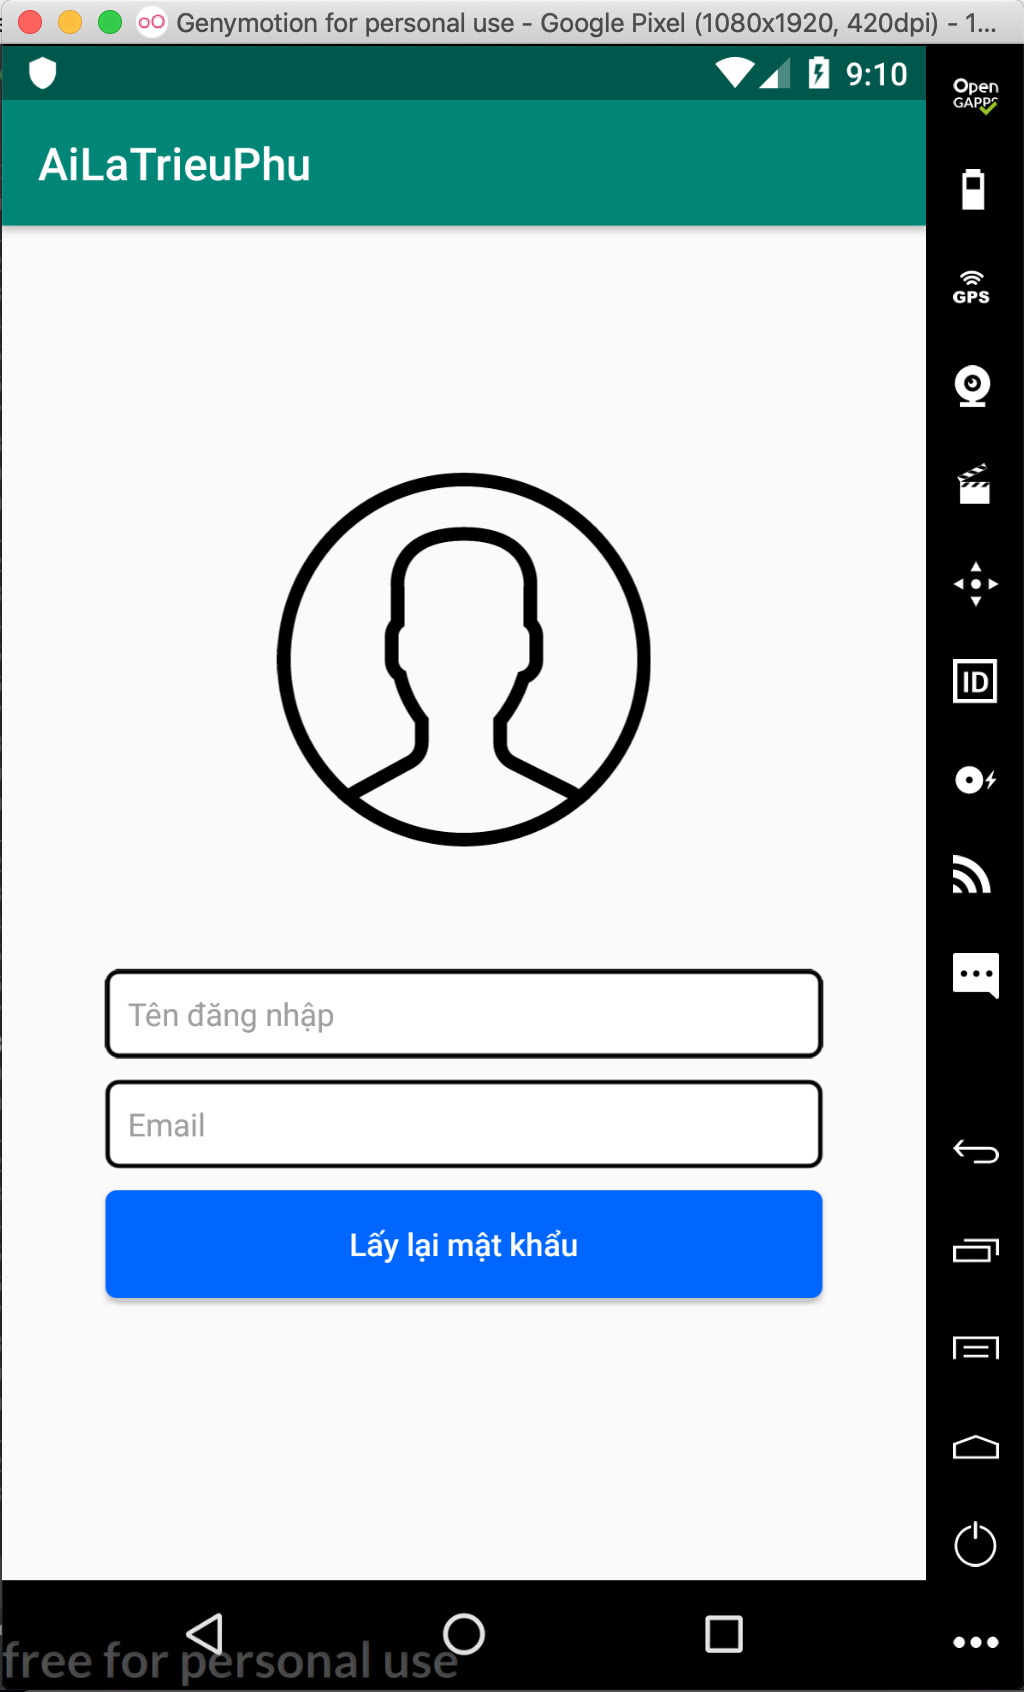 Genymotion for personal use - Google Pixel (1080x1920, 420dpi) - 1...
9:10
Open
GAPPS
AiLaTrieuPhu
GPS
ID
Tên đăng nhập
Email
Lấy lại mật khẩu
free for personal use